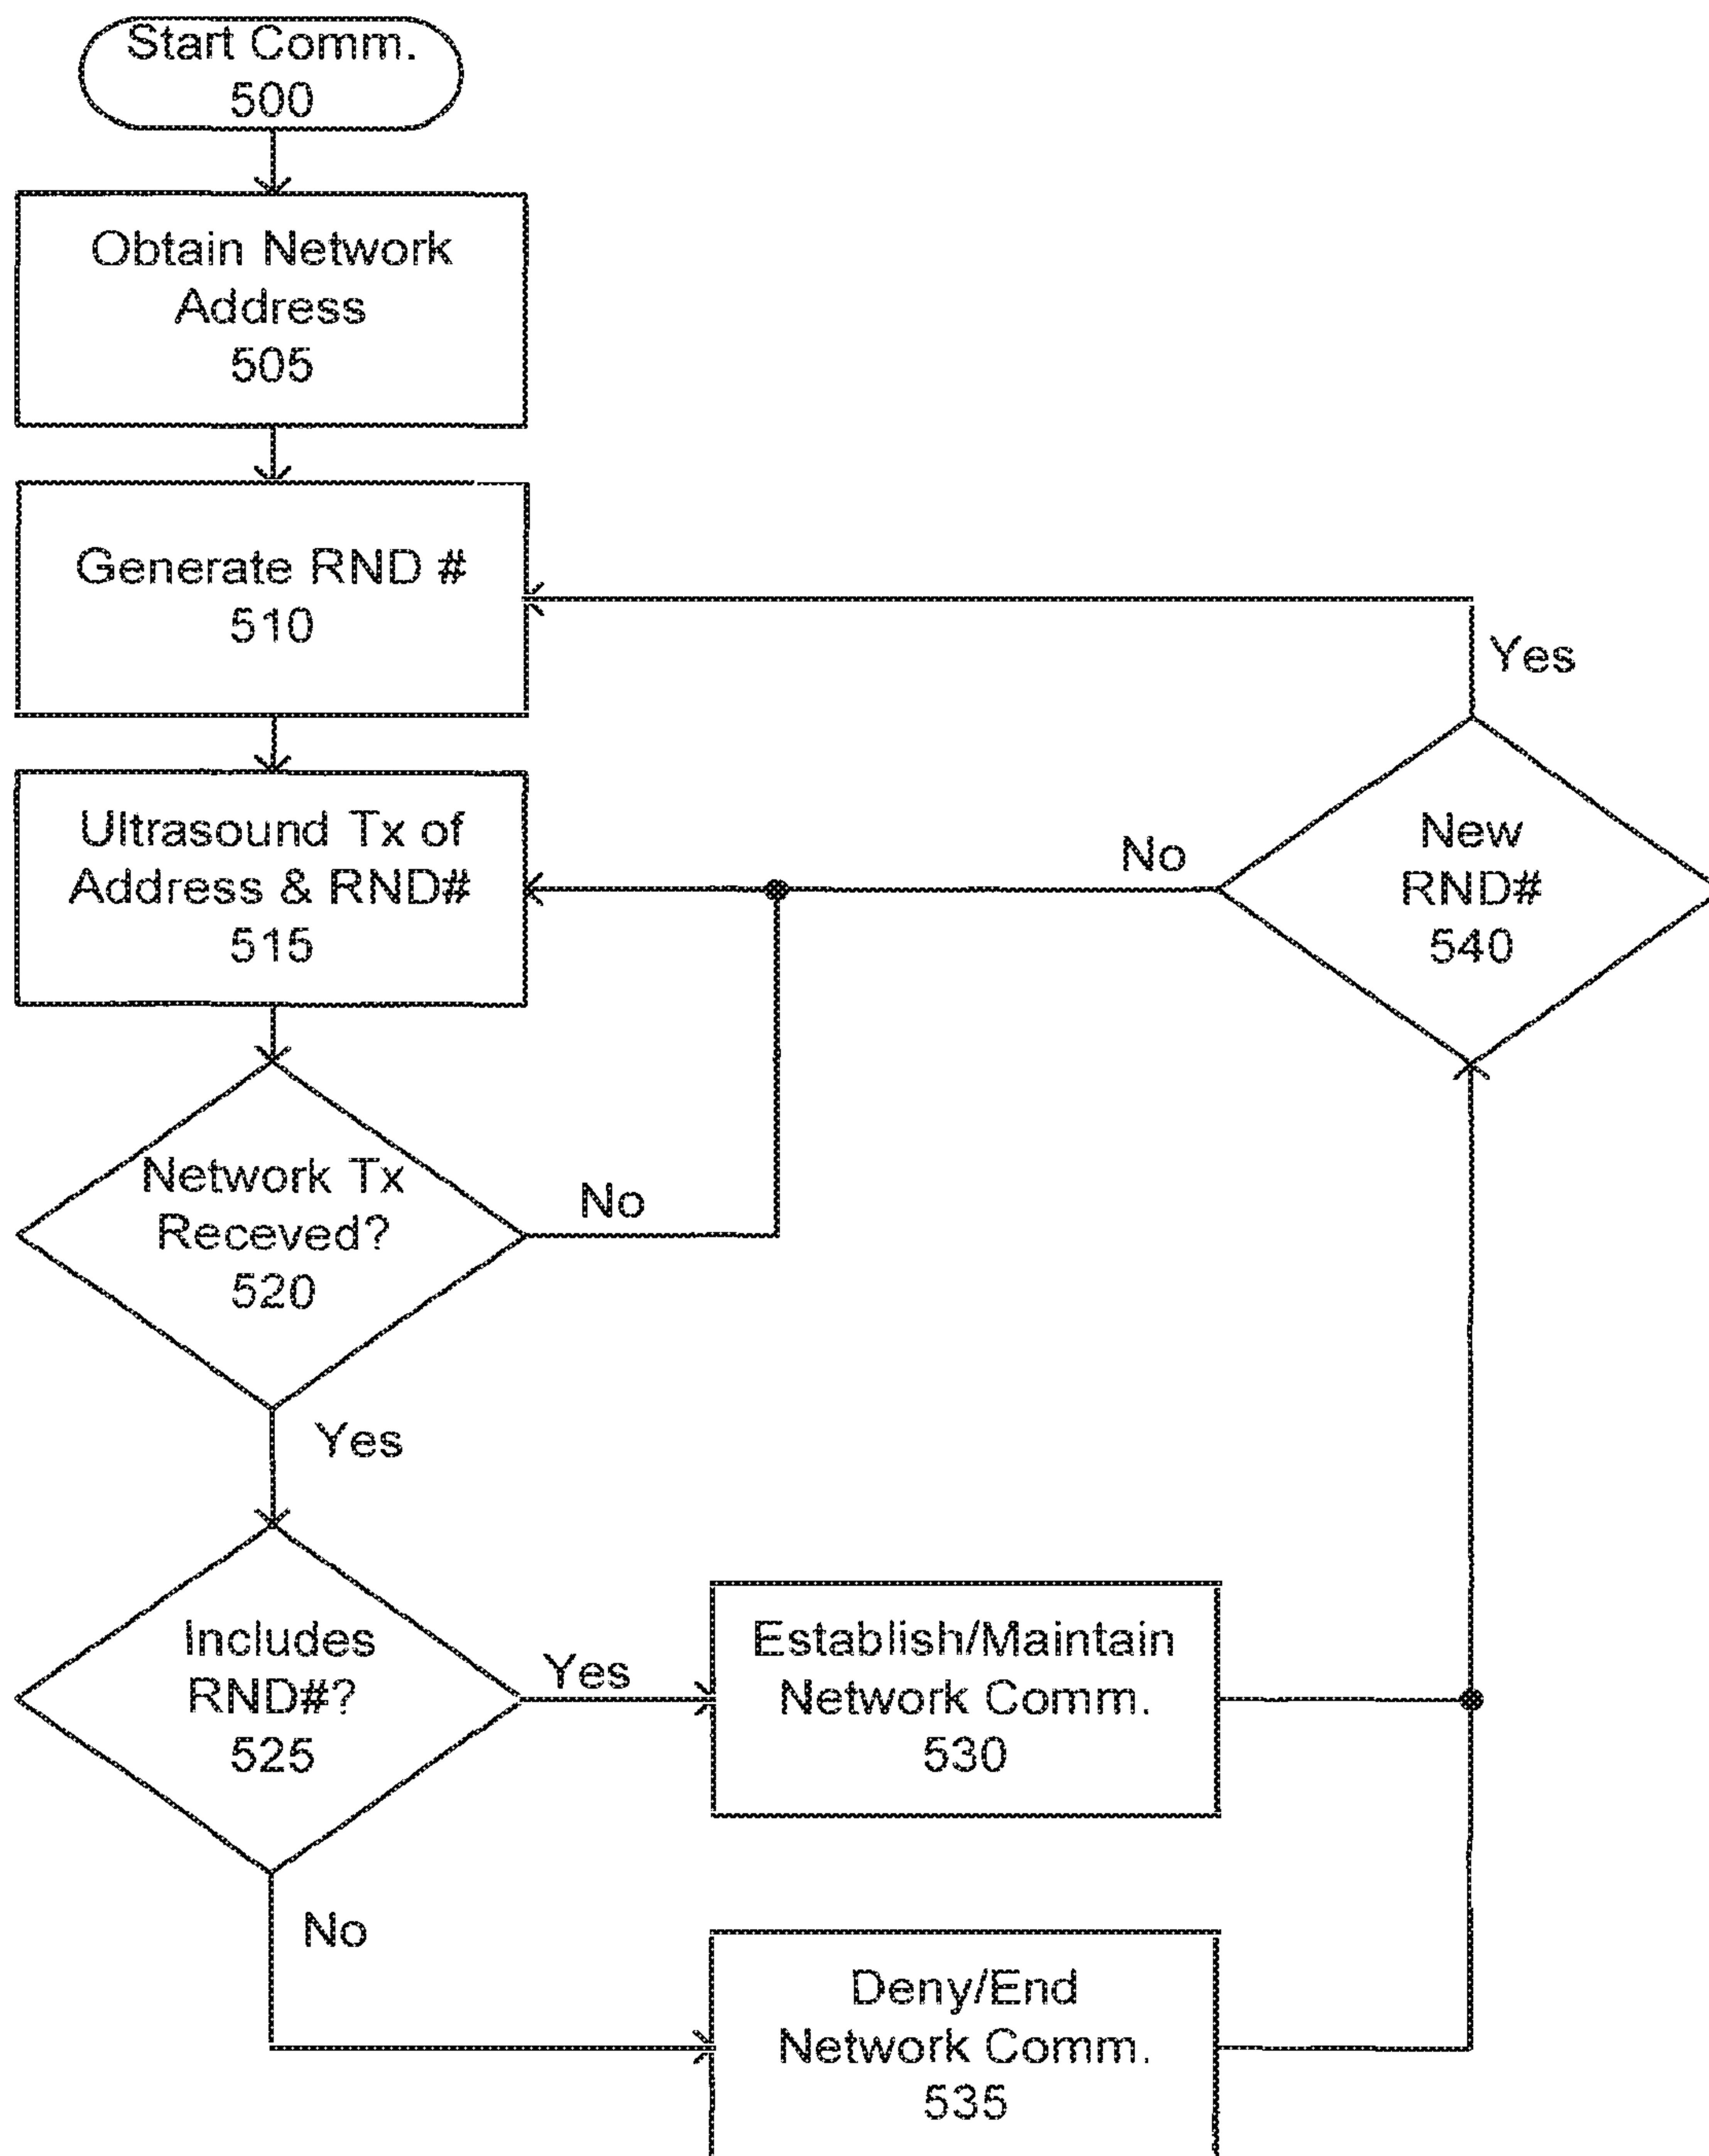 Start Comm.
500
Obtain Network
Address
505
Generate RND #
510
Yes
Ultrasound Tx of
Address & RND#
515
No
New
RND#
540
Network Tx
Receved?
520
No
Yes
Includes
RND#?
525
Yes
Establish/Maintain
Network Comm.
530
No
Deny/End
Network Comm.
535